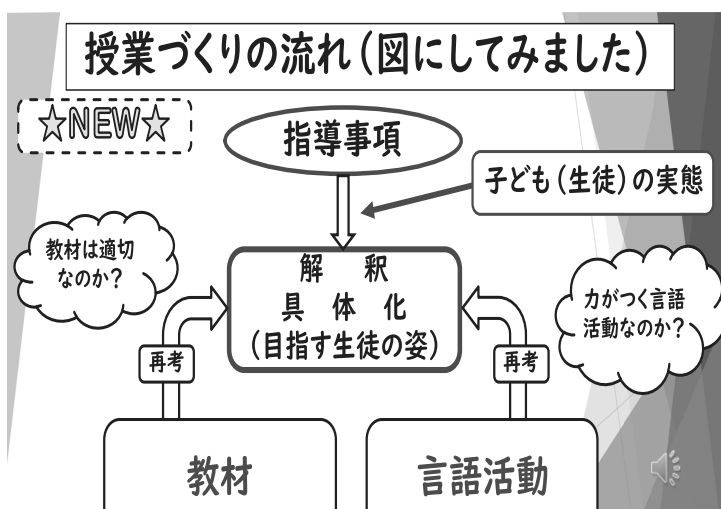 授業づくりの流れ(図にしてみました)
☆NEW☆
指導事項
子ども(生徒)の実態
教材は適切
なのか?
解 釈
具 体 化
(目指す生徒の姿)
力がつく言語
活動なのか?
再考
再考
教材
言語活動